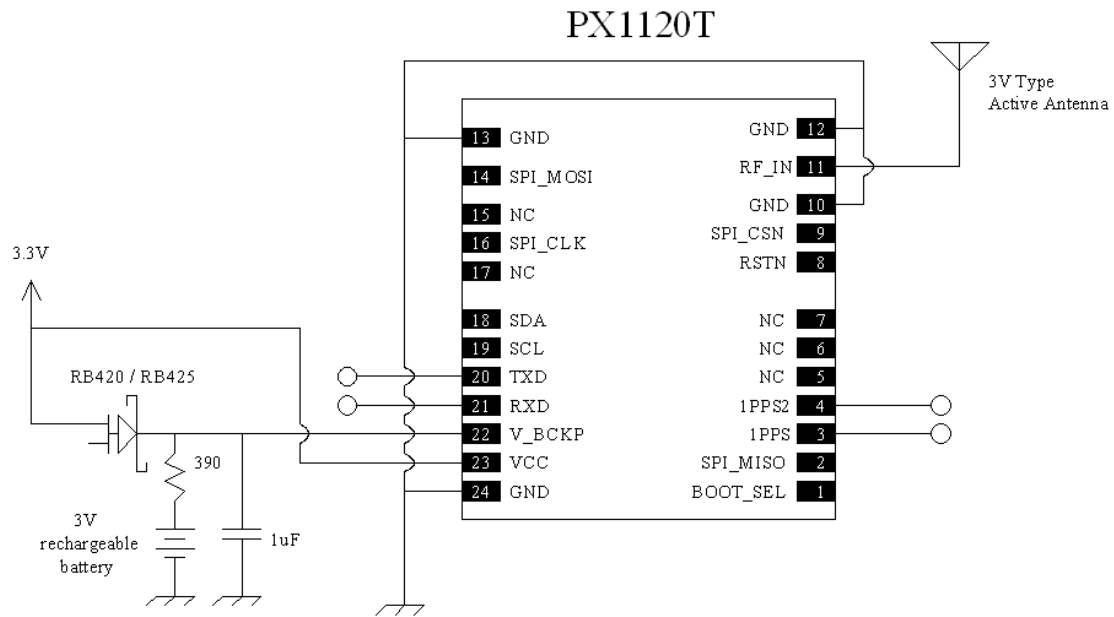 PX1120T
3V Type
Active Antenna
13 GND
14 SPI_MOSI
15 NC
16 SPI_CLK
17 NC
18 SDA
19 SCL
20 TXD
21 RXD
22 V_BCKP
23 VCC
24 GND
GND 12
RF_IN 11
GND 10
SPI_CSN 9
RSTN 8
NC 7
NC 6
NC 5
1PPS2 4
1PPS 3
SPI_MISO 2
BOOT_SEL 1
3.3V
RB420 / RB425
390
3V
rechargeable
battery
1uF